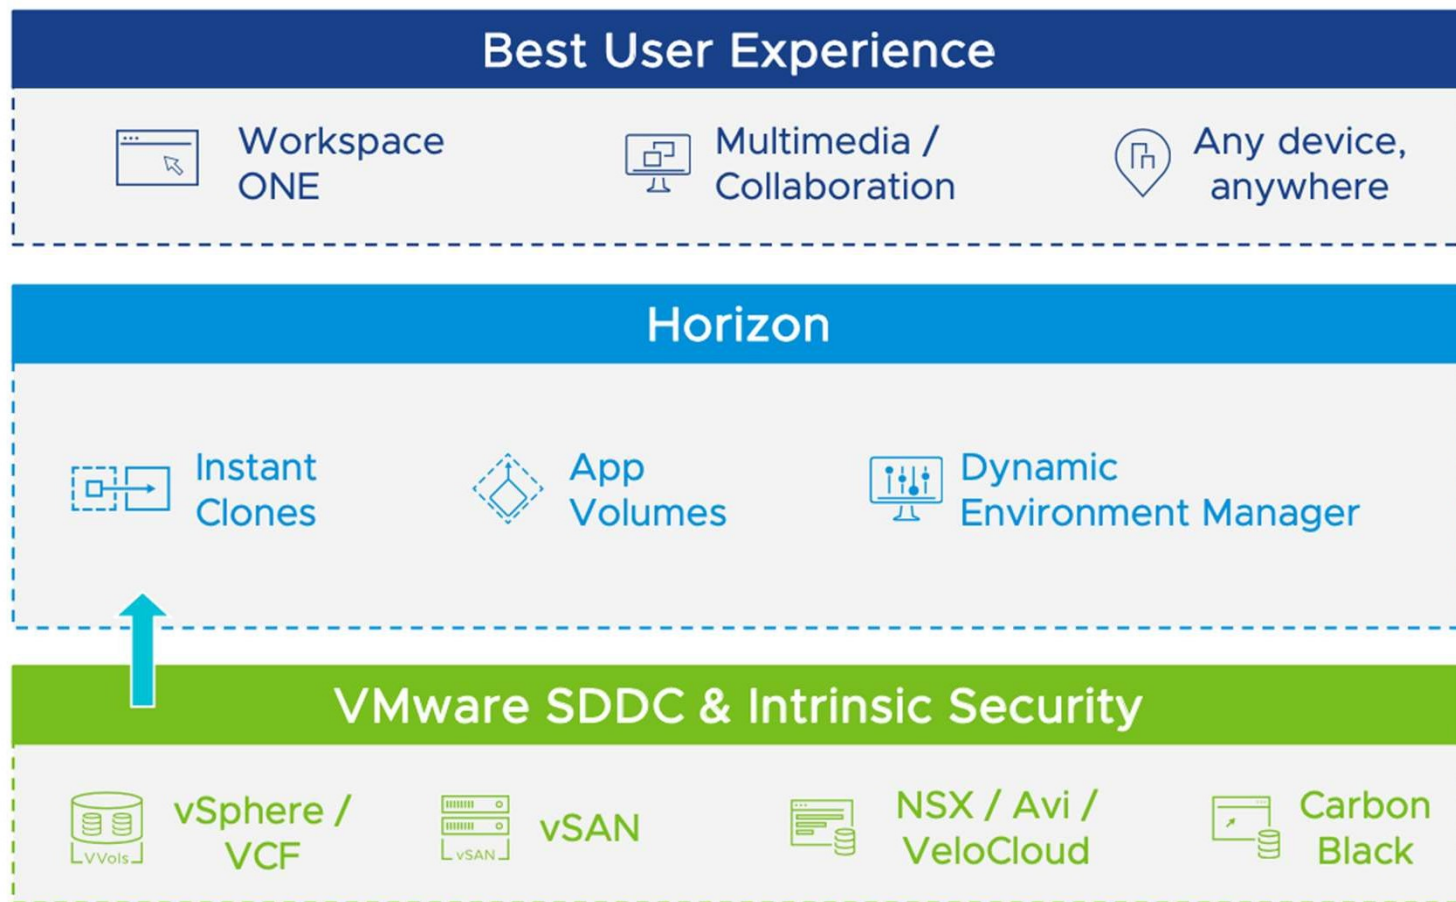 Best User Experience
Workspace
ONE
Multimedia /
Collaboration
Any device,
anywhere
Horizon
Instant
Clones
App
Volumes
Dynamic
Environment Manager
VMware SDDC & Intrinsic Security
VVols
vSphere /
VCF
vSAN
vSAN
NSX / Avi /
VeloCloud
Carbon
Black